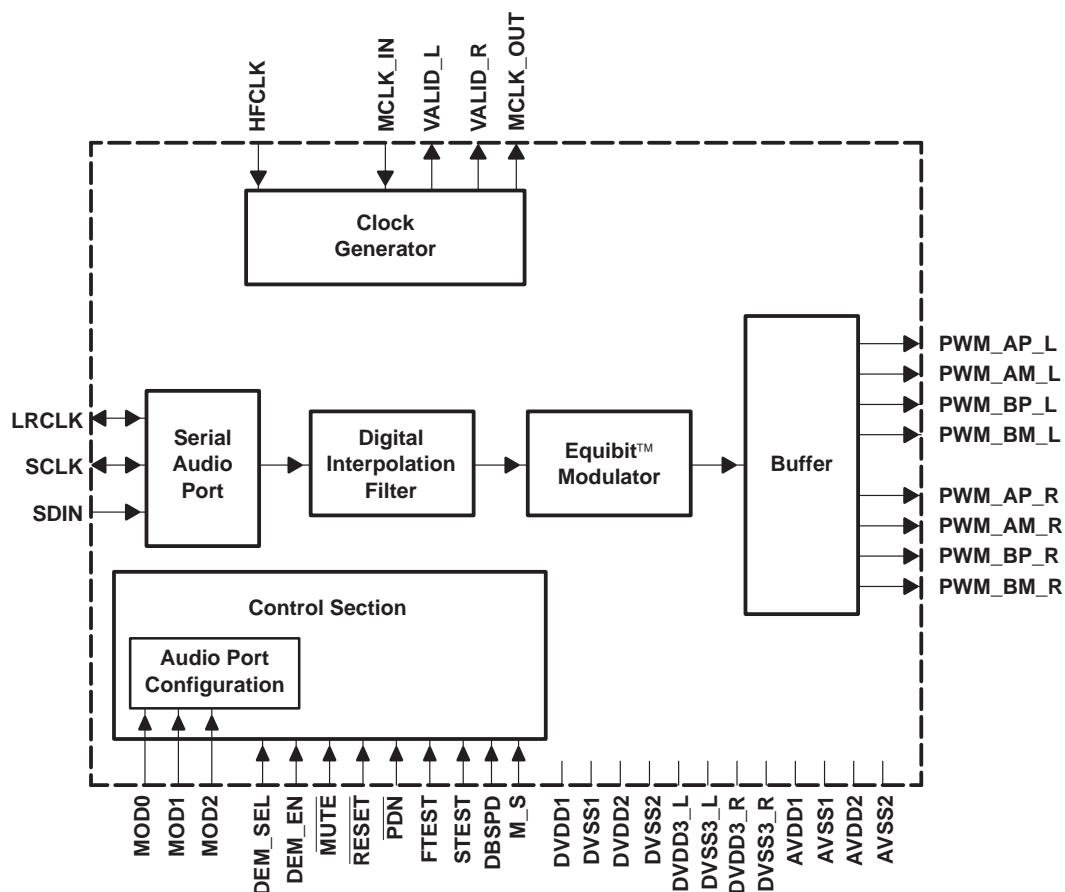 HFCLK
MCLK_IN
VALID_L
VALID_R
MCLK_OUT
Clock
Generator
LRCLK
SCLK
SDIN
Serial
Audio
Port
Digital
Interpolation
Filter
Equibit™
Modulator
Buffer
PWM_AP_L
PWM_AM_L
PWM_BP_L
PWM_BM_L
PWM_AP_R
PWM_AM_R
PWM_BP_R
PWM_BM_R
Control Section
Audio Port
Configuration
MOD0
MOD1
MOD2
DEM_SEL
DEM_EN
MUTE
RESET
PDN
FTEST
STEST
DBSPD
M_S
DVDD1
DVSS1
DVDD2
DVSS2
DVDD3_L
DVSS3_L
DVDD3_R
DVSS3_R
AVDD1
AVSS1
AVDD2
AVSS2